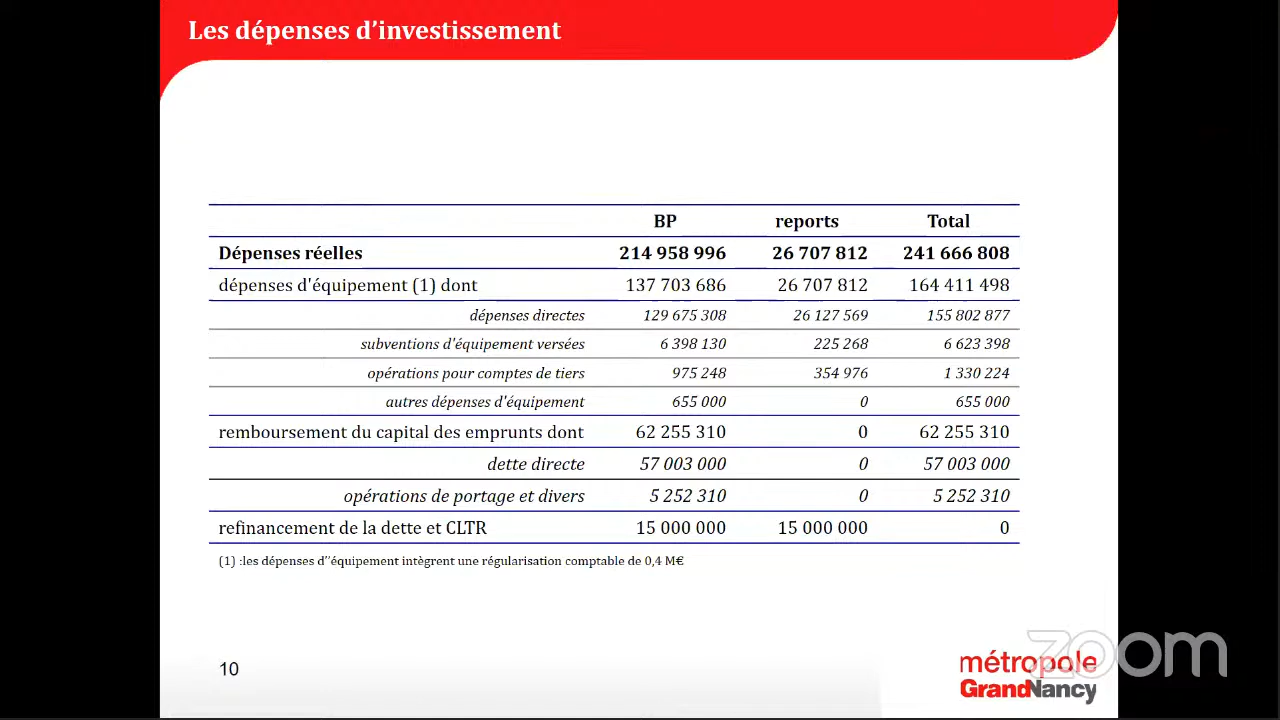 Les dépenses d'investissement
BP reports Total
Dépenses réelles 214 958 996 26 707 812 241 666 808
dépenses d'équipement (1) dont 137 703 686 26 707 812 164 411 498
dépenses directes 129 675 308 26 127 569 155 802 877
subventions d'équipement versées 6 398 130 225 268 6 623 398
opérations pour comptes de tiers 975 248 354 976 1 330 224
autres dépenses d'équipement 655 000 0 655 000
remboursement du capital des emprunts dont 62 255 310 0 62 255 310
dette directe 57 003 000 0 57 003 000
opérations de portage et divers 5 252 310 0 5 252 310
refinancement de la dette et CLTR 15 000 000 15 000 000 0
(1) :les dépenses d''équipement intègrent une régularisation comptable de 0,4 M€
zoom
10
métropole
GrandNancy